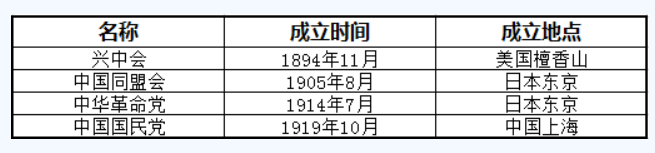 名称 成立时间 成立地点
兴中会 1894年11月 美国檀香山
中国同盟会 1905年8月 日本东京
中华革命党 1914年7月 日本东京
中国国民党 1919年10月 中国上海